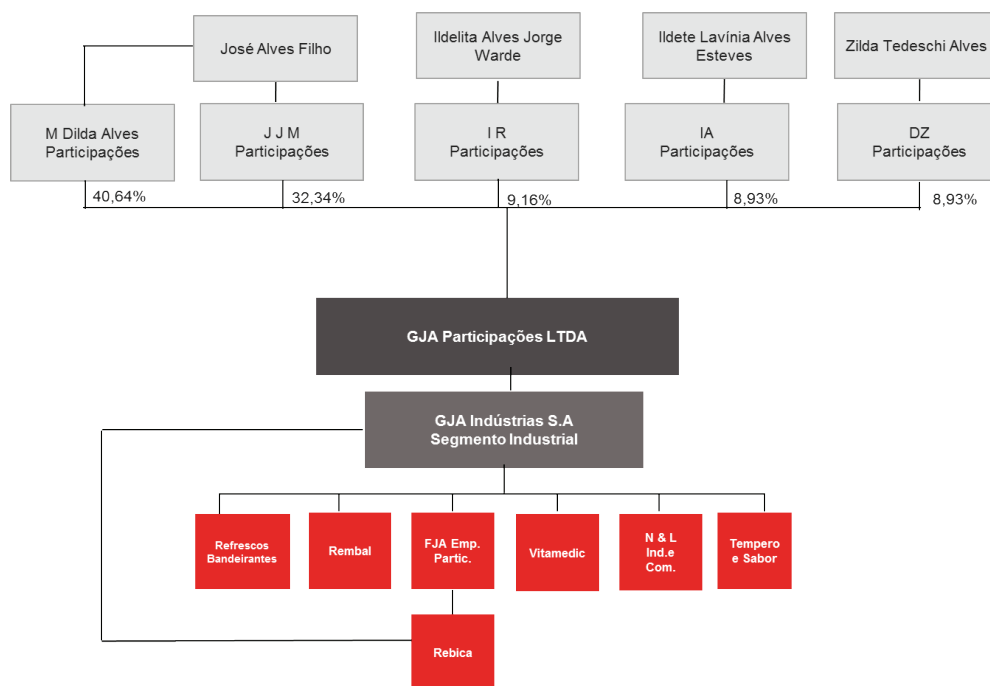 José Alves Filho
Ildelita Alves Jorge
Warde
Ildete Lavínia Alves
Esteves
Zilda Tedeschi Alves
M Dilda Alves
Participações
J J M
Participações
I R
Participações
IA
Participações
DZ
Participações
40,64%
32,34%
9,16%
8,93%
8,93%
GJA Participações LTDA
GJA Indústrias S.A
Segmento Industrial
Refrescos
Bandeirantes
Rembal
FJA Emp.
Partic.
Vitamedic
N & L
Ind.e
Com.
Tempero
e Sabor
Rebica